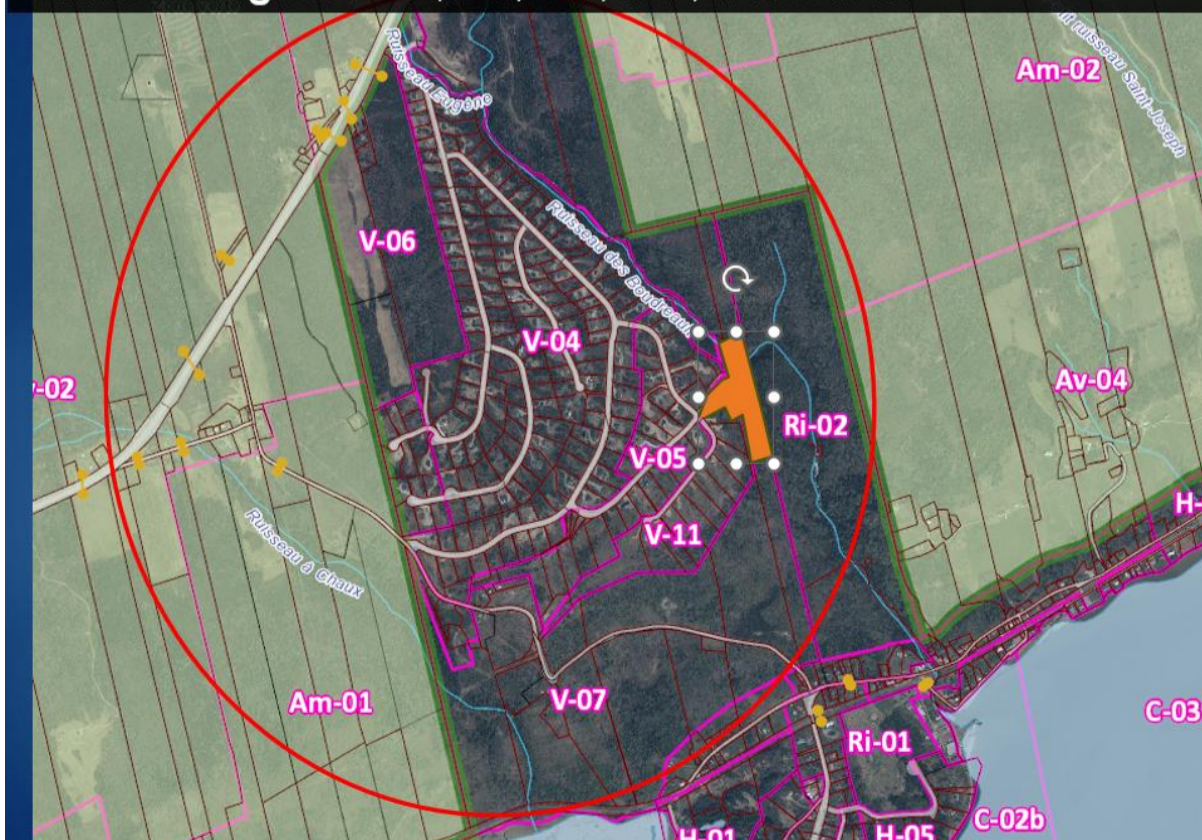 Am-02
Petit ruisseau Saint-Joseph
Ruisseau Eugène
V-06
Ruisseau des Boudreault
V-04
-02
Av-04
Ri-02
V-05
H-
V-11
Ruisseau à Chaux
Am-01
V-07
C-03
Ri-01
C-02b
H-01
H-05